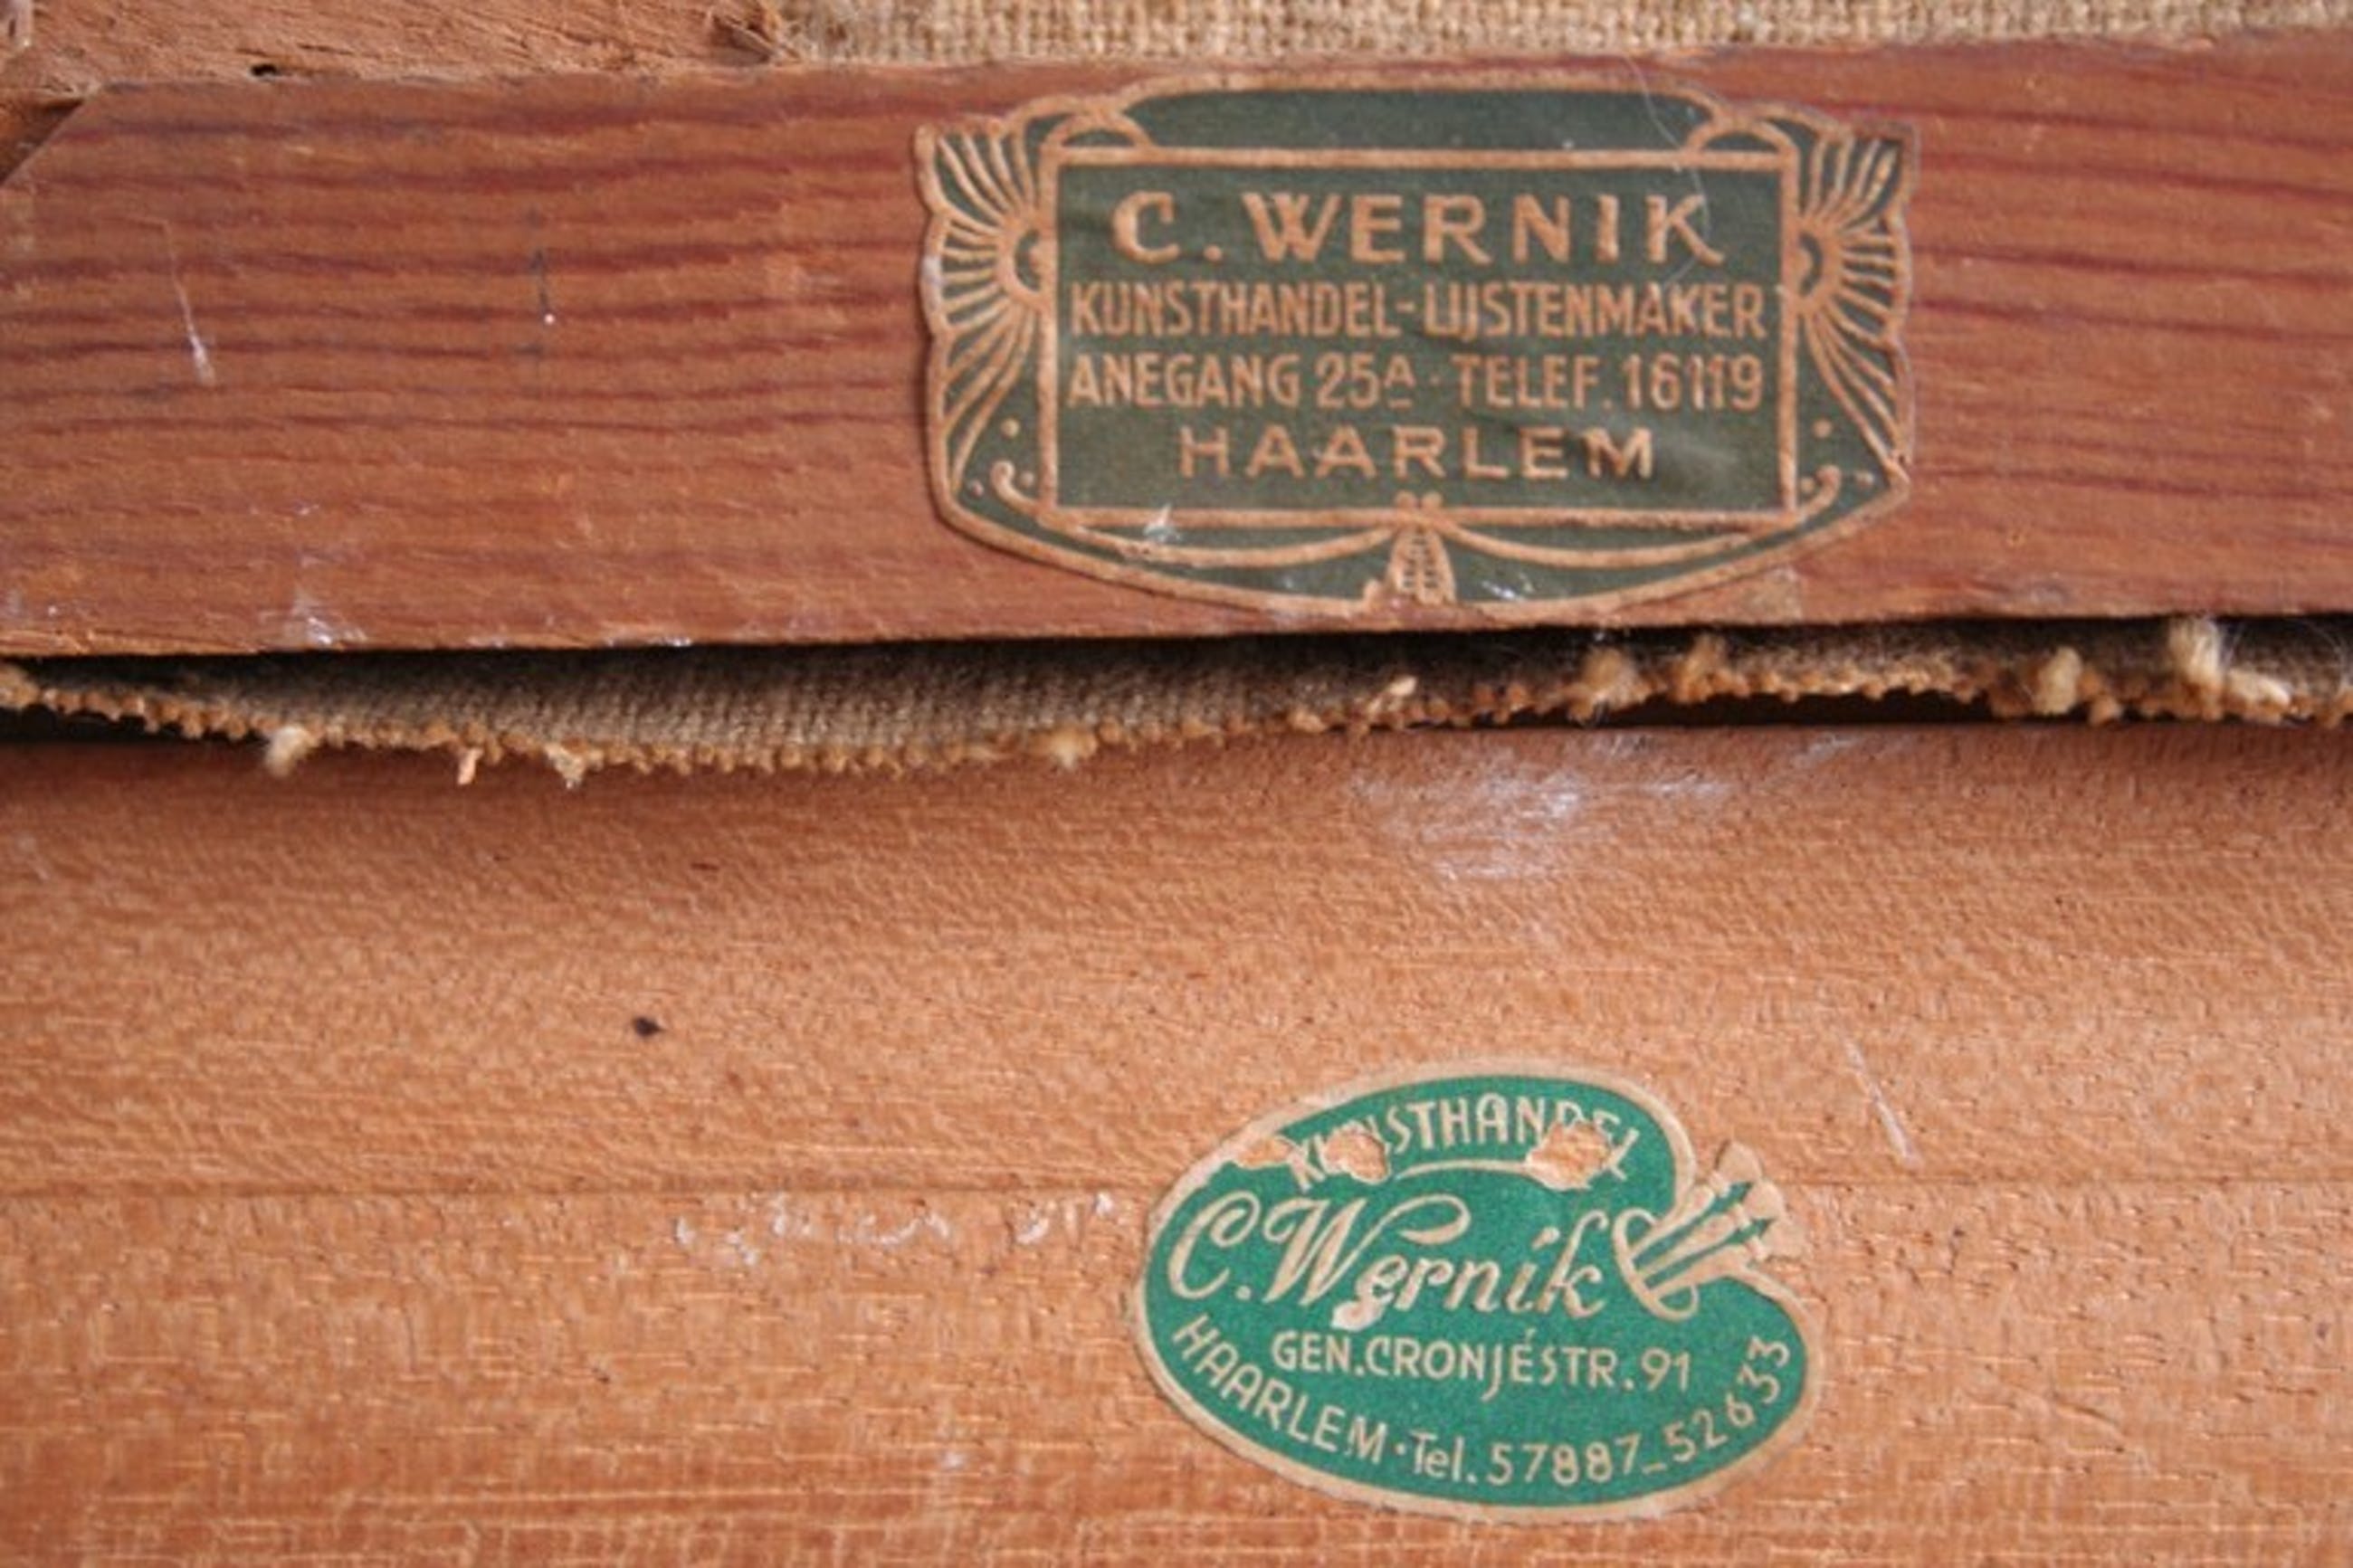 C. WERNIK
KUNSTHANDEL-LIJSTENMAKER
ANEGANG 25A · TELEF. 16119
HAARLEM
KUNSTHANDEL
C. Wernik
GEN. CRONJÉSTR. 91
HAARLEM · Tel. 57887_52633